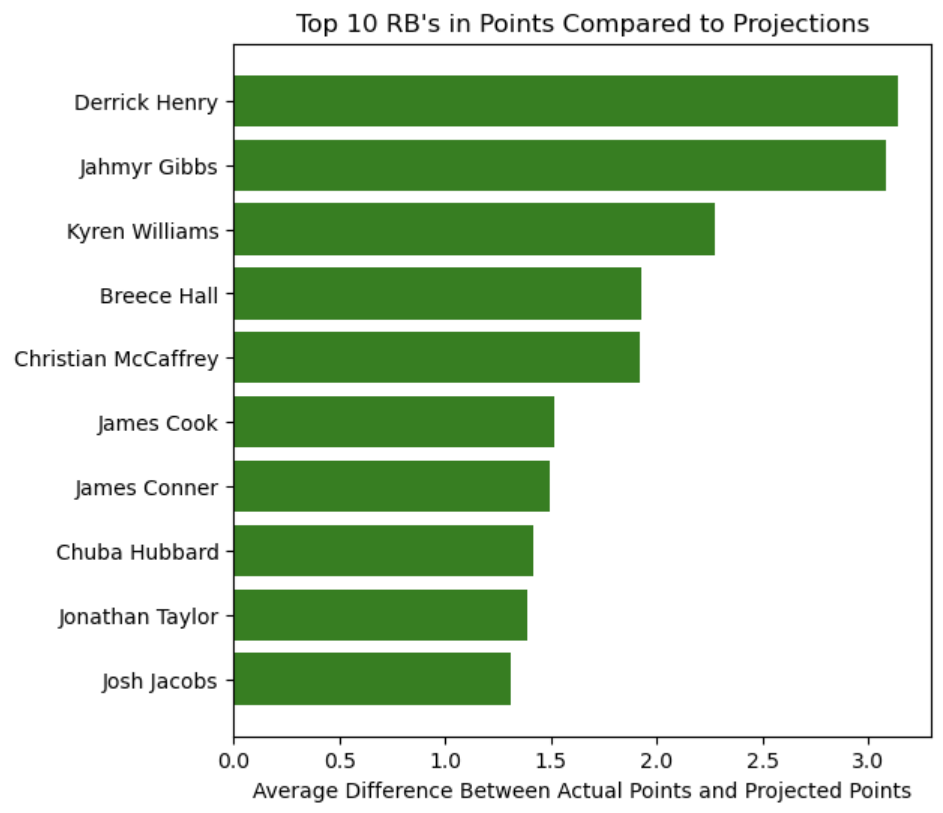 Top 10 RB's in Points Compared to Projections
Derrick Henry
Jahmyr Gibbs
Kyren Williams
Breece Hall
Christian McCaffrey
James Cook
James Conner
Chuba Hubbard
Jonathan Taylor
Josh Jacobs
0.0 0.5 1.0 1.5 2.0 2.5 3.0
Average Difference Between Actual Points and Projected Points